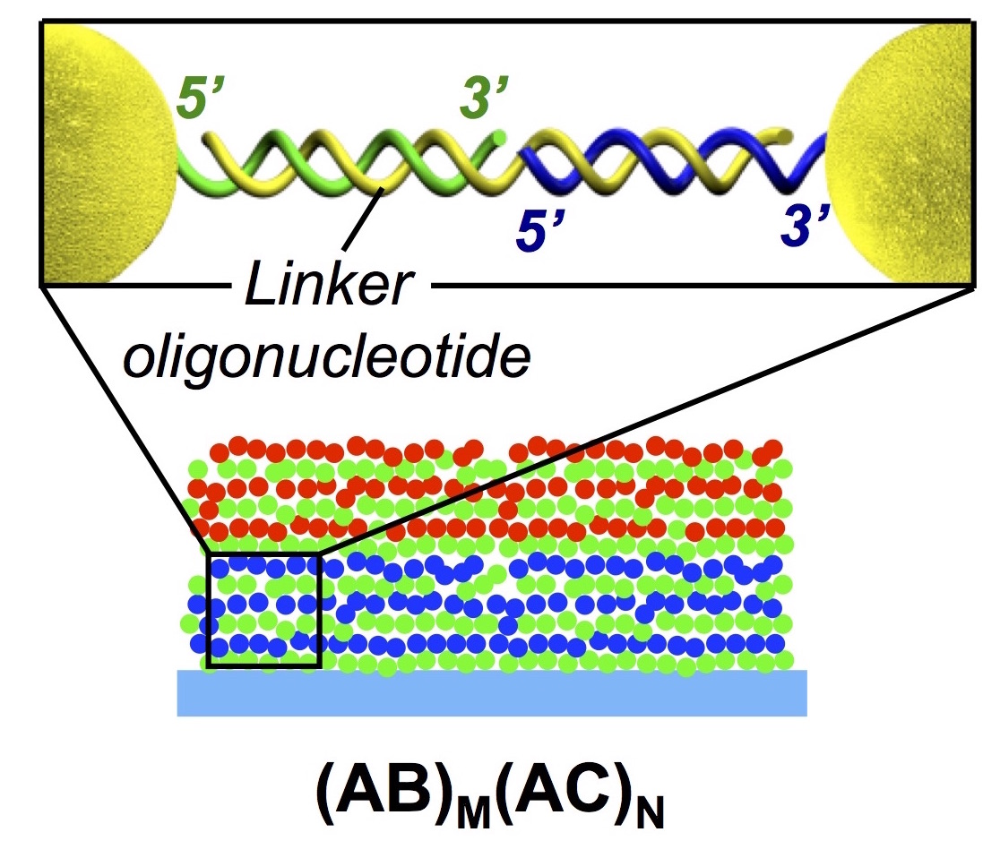 5’ 3’
5’ 3’
Linker
oligonucleotide
(AB)M(AC)N